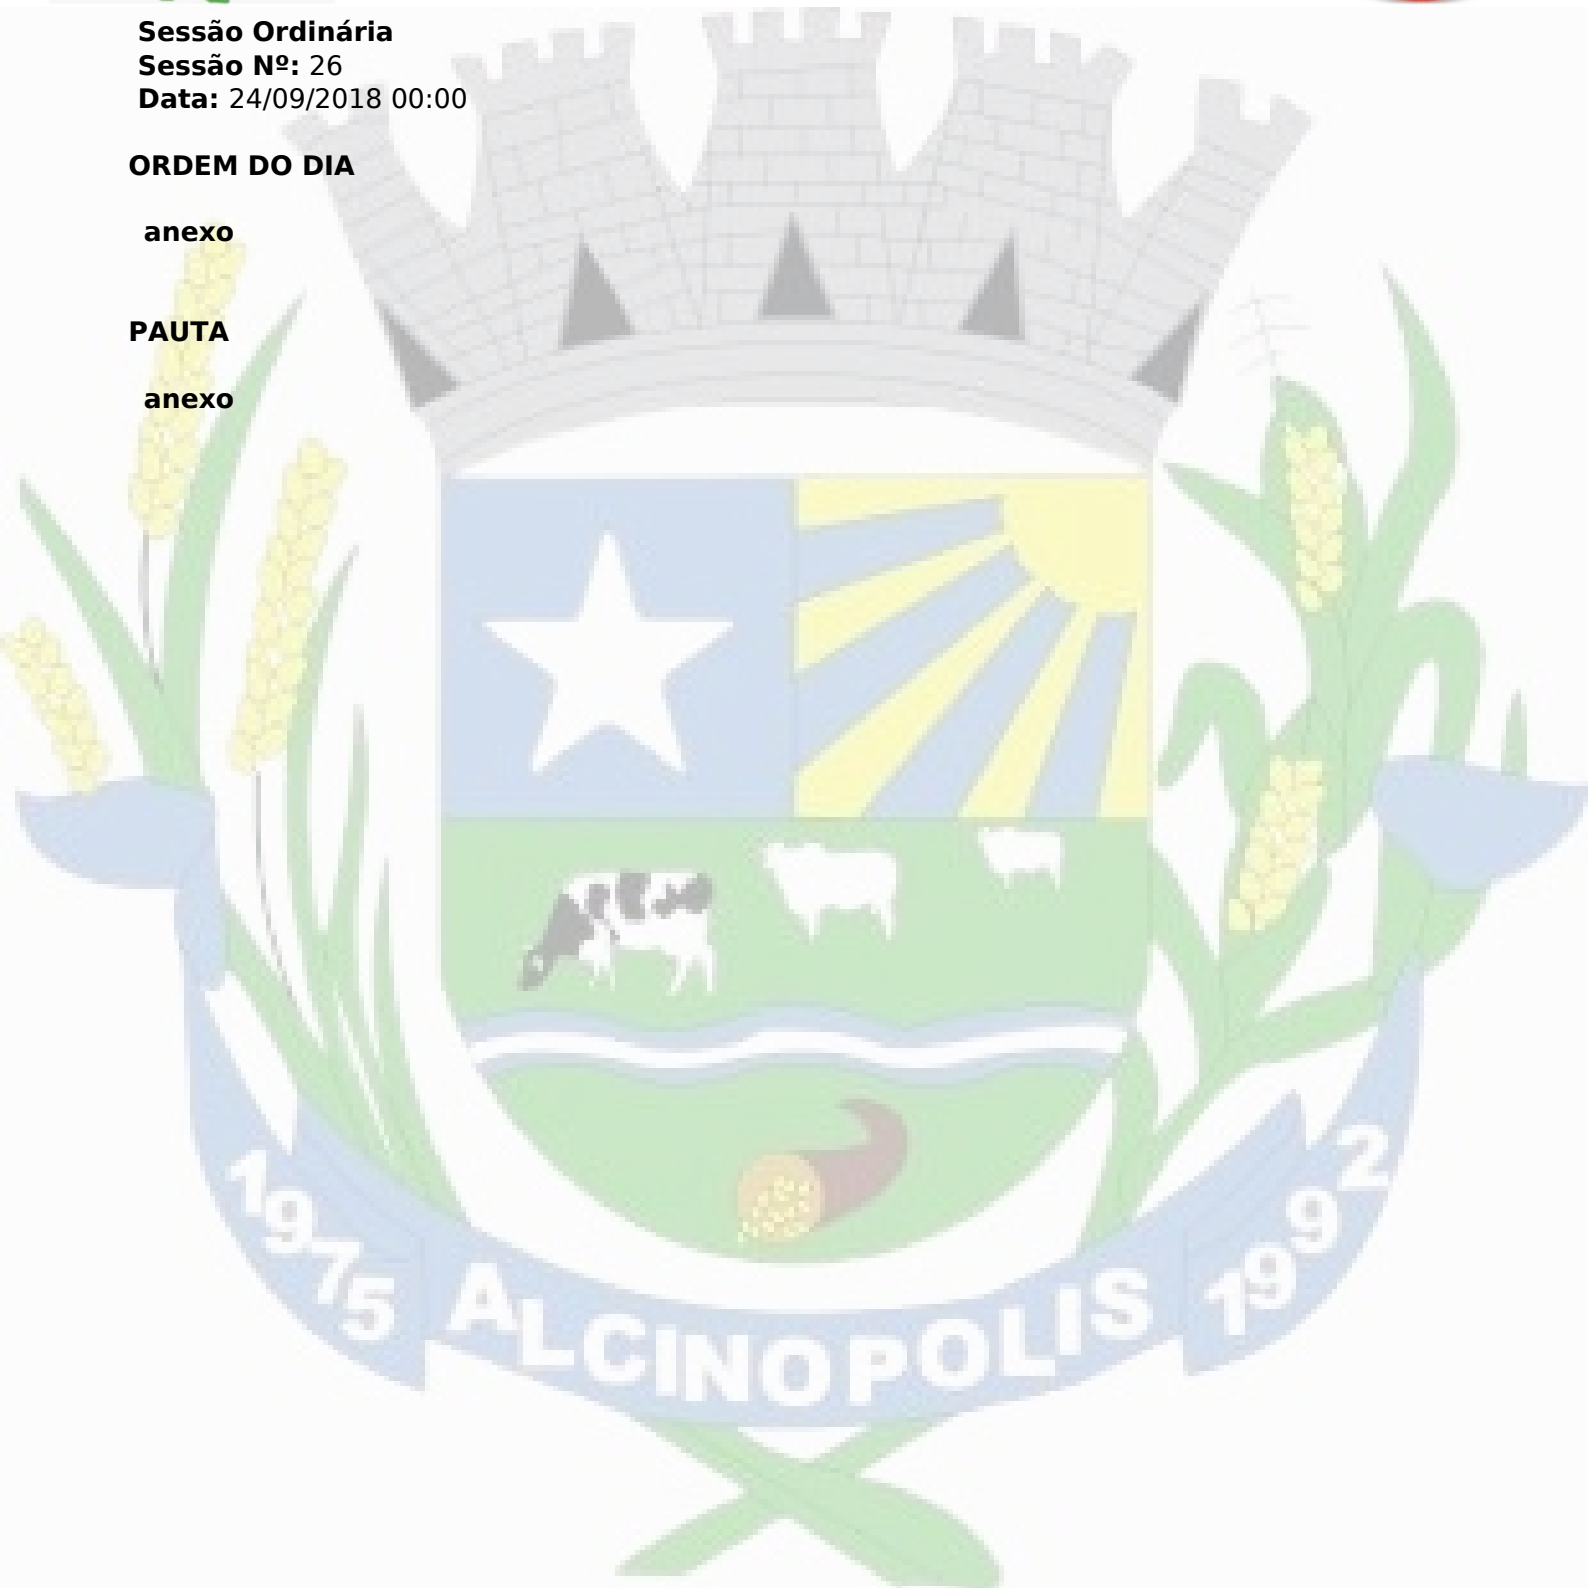 Sessão Ordinária
Sessão Nº: 26
Data: 24/09/2018 00:00
ORDEM DO DIA
anexo
PAUTA
anexo
1975 ALCINOPOLIS 1992